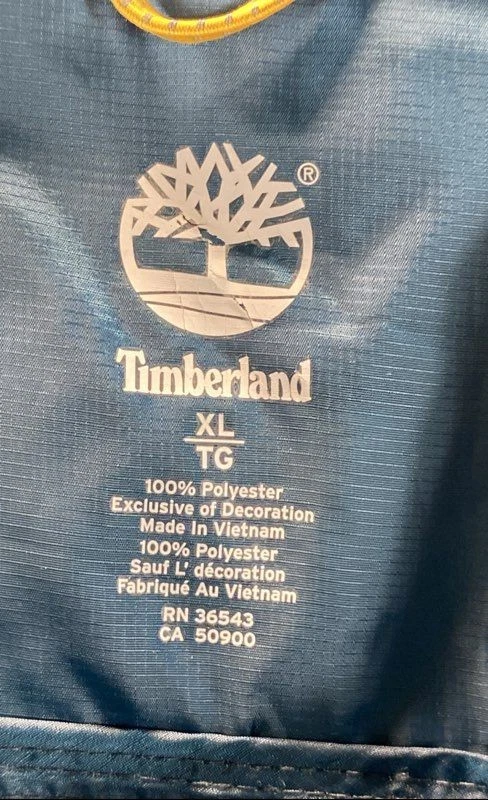 ®
Timberland
XL
TG
100% Polyester
Exclusive of Decoration
Made In Vietnam
100% Polyester
Sauf L' décoration
Fabriqué Au Vietnam
RN 36543
CA 50900